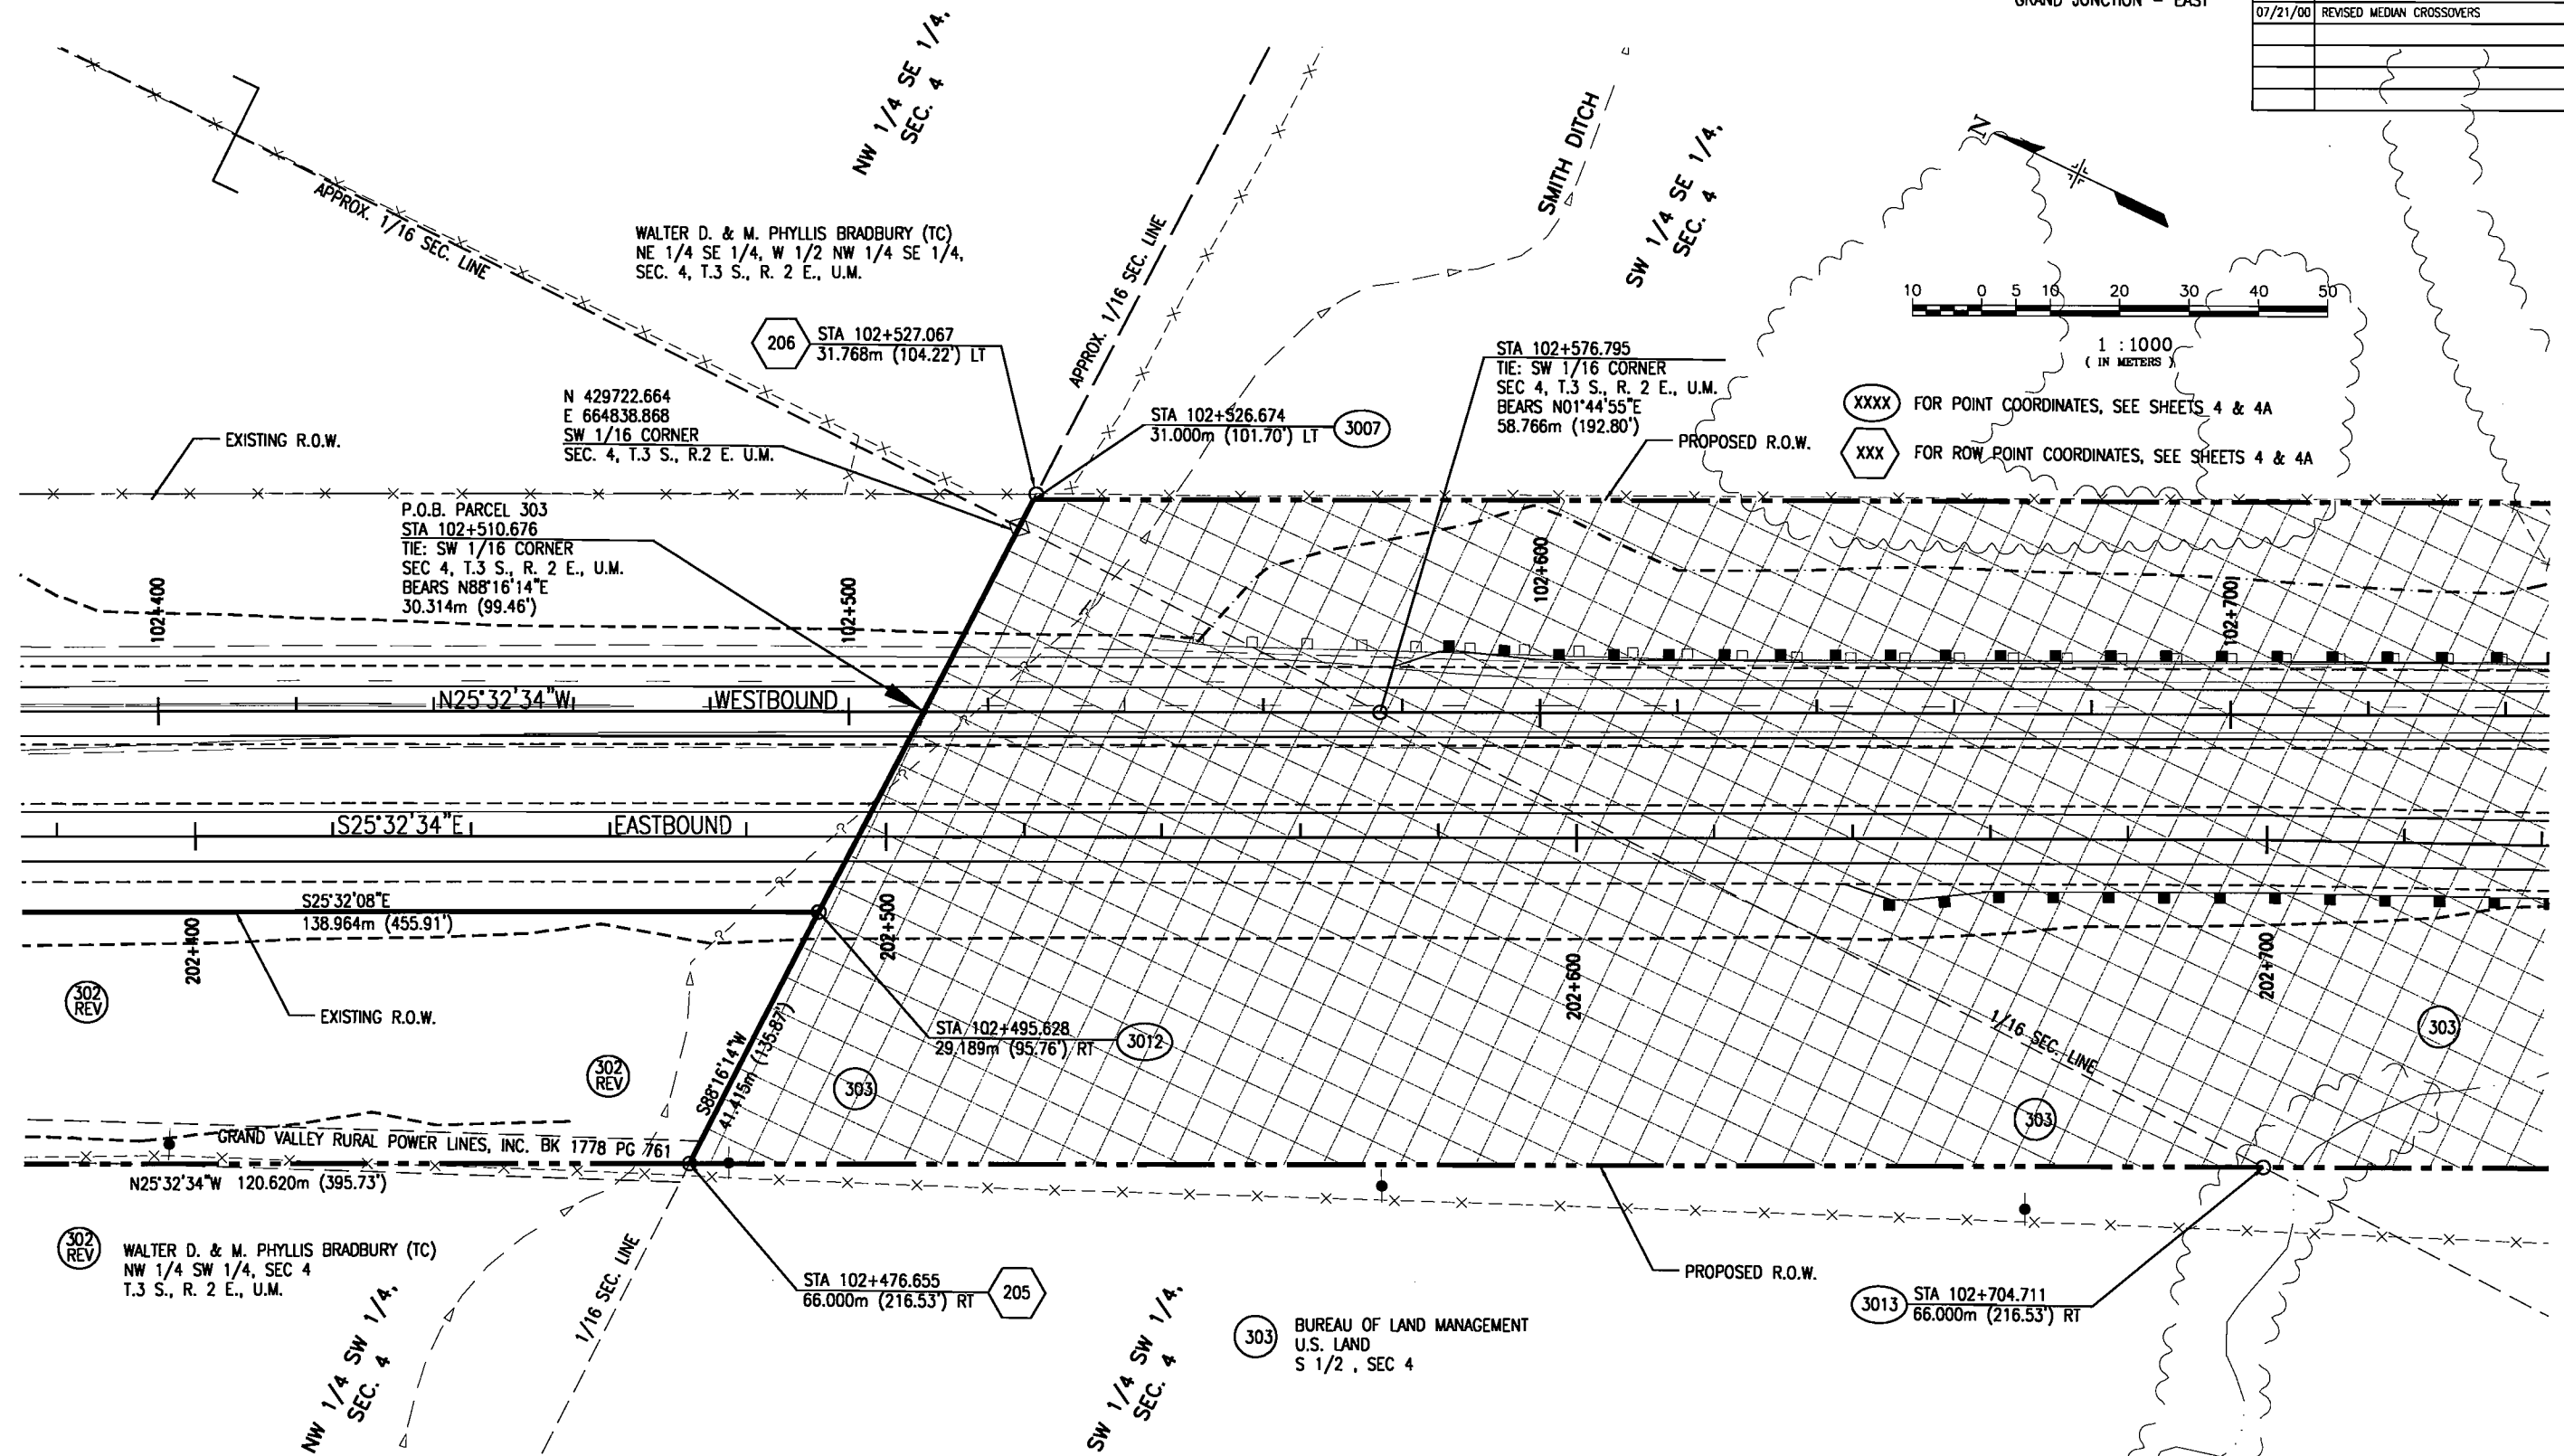 GRAND JUNCTION - EAST
07/21/00 REVISED MEDIAN CROSSOVERS
NW 1/4 SE 1/4,
SEC. 4
SMITH DITCH
SW 1/4 SE 1/4,
SEC. 4
N
APPROX. 1/16 SEC. LINE
APPROX. 1/16 SEC. LINE
WALTER D. & M. PHYLLIS BRADBURY (TC)
NE 1/4 SE 1/4, W 1/2 NW 1/4 SE 1/4,
SEC. 4, T.3 S., R. 2 E., U.M.
10 0 5 10 20 30 40 50
1 : 1000
( IN METERS )
206
STA 102+527.067
31.768m (104.22') LT
STA 102+576.795
TIE: SW 1/16 CORNER
SEC 4, T.3 S., R. 2 E., U.M.
BEARS N01°44'55"E
58.766m (192.80')
N 429722.664
E 664838.868
SW 1/16 CORNER
SEC. 4, T.3 S., R.2 E. U.M.
STA 102+526.674
31.000m (101.70') LT
3007
XXXX FOR POINT COORDINATES, SEE SHEETS 4 & 4A
XXX FOR ROW POINT COORDINATES, SEE SHEETS 4 & 4A
EXISTING R.O.W.
PROPOSED R.O.W.
P.O.B. PARCEL 303
STA 102+510.676
TIE: SW 1/16 CORNER
SEC 4, T.3 S., R. 2 E., U.M.
BEARS N88°16'14"E
30.314m (99.46')
102+400
102+500
102+600
102+700
N25°32'34"W WESTBOUND
S25°32'34"E EASTBOUND
S25°32'08"E
138.964m (455.91')
202+400
202+500
202+600
202+700
302
REV
EXISTING R.O.W.
STA 102+495.628
29.189m (95.76') RT
3012
1/16 SEC. LINE
303
302
REV
303
303
S88°16'14"W
41.415m (135.87')
GRAND VALLEY RURAL POWER LINES, INC. BK 1778 PG 761
N25°32'34"W 120.620m (395.73')
302
REV
WALTER D. & M. PHYLLIS BRADBURY (TC)
NW 1/4 SW 1/4, SEC 4
T.3 S., R. 2 E., U.M.
1/16 SEC. LINE
STA 102+476.655
66.000m (216.53') RT
205
PROPOSED R.O.W.
3013
STA 102+704.711
66.000m (216.53') RT
303
BUREAU OF LAND MANAGEMENT
U.S. LAND
S 1/2 , SEC 4
NW 1/4 SW 1/4,
SEC. 4
SW 1/4 SW 1/4,
SEC. 4